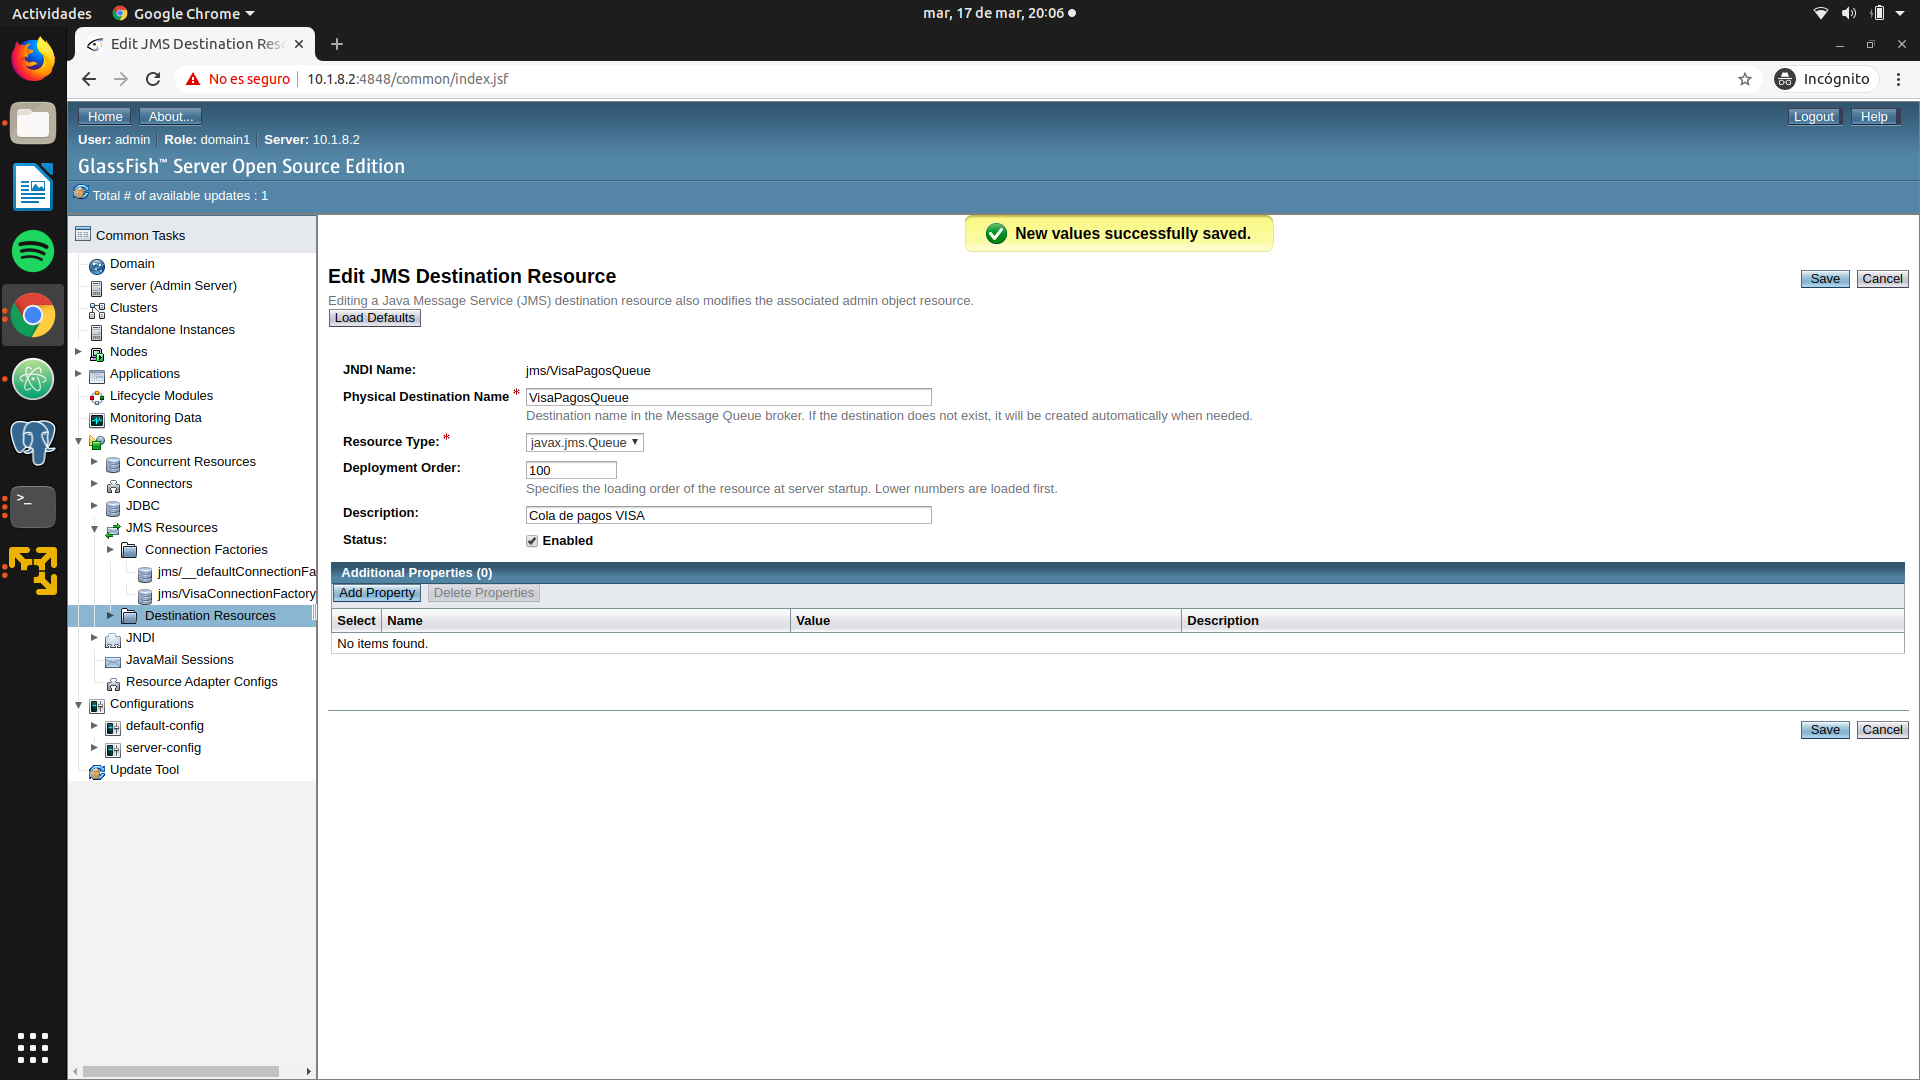 Actividades
Google Chrome
mar, 17 de mar, 20:06
Edit JMS Destination Res
No es seguro
10.1.8.2:4848/common/index.jsf
Incógnito
Home
About...
Logout
Help
User: admin
Role: domain1
Server: 10.1.8.2
GlassFish™ Server Open Source Edition
Total # of available updates : 1
Common Tasks
Domain
server (Admin Server)
Clusters
Standalone Instances
Nodes
Applications
Lifecycle Modules
Monitoring Data
Resources
Concurrent Resources
Connectors
JDBC
JMS Resources
Connection Factories
jms/__defaultConnectionFa
jms/VisaConnectionFactory
Destination Resources
JNDI
JavaMail Sessions
Resource Adapter Configs
Configurations
default-config
server-config
Update Tool
New values successfully saved.
Edit JMS Destination Resource
Save
Cancel
Editing a Java Message Service (JMS) destination resource also modifies the associated admin object resource.
Load Defaults
JNDI Name:
jms/VisaPagosQueue
Physical Destination Name *
VisaPagosQueue
Destination name in the Message Queue broker. If the destination does not exist, it will be created automatically when needed.
Resource Type: *
javax.jms.Queue
Deployment Order:
100
Specifies the loading order of the resource at server startup. Lower numbers are loaded first.
Description:
Cola de pagos VISA
Status:
Enabled
Additional Properties (0)
Add Property
Delete Properties
Select
Name
Value
Description
No items found.
Save
Cancel